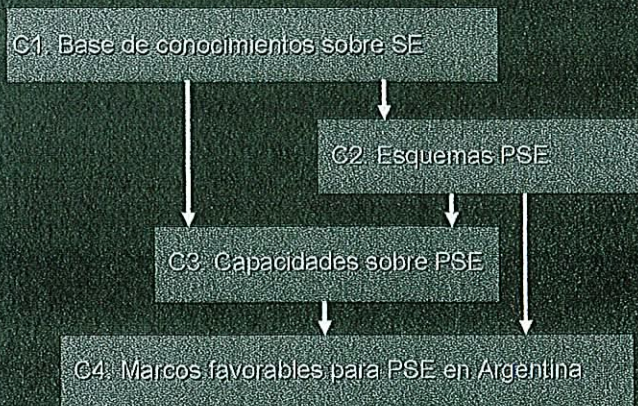 C1. Base de conocimientos sobre SE
C2. Esquemas PSE
C3. Capacidades sobre PSE
C4. Marcos favorables para PSE en Argentina